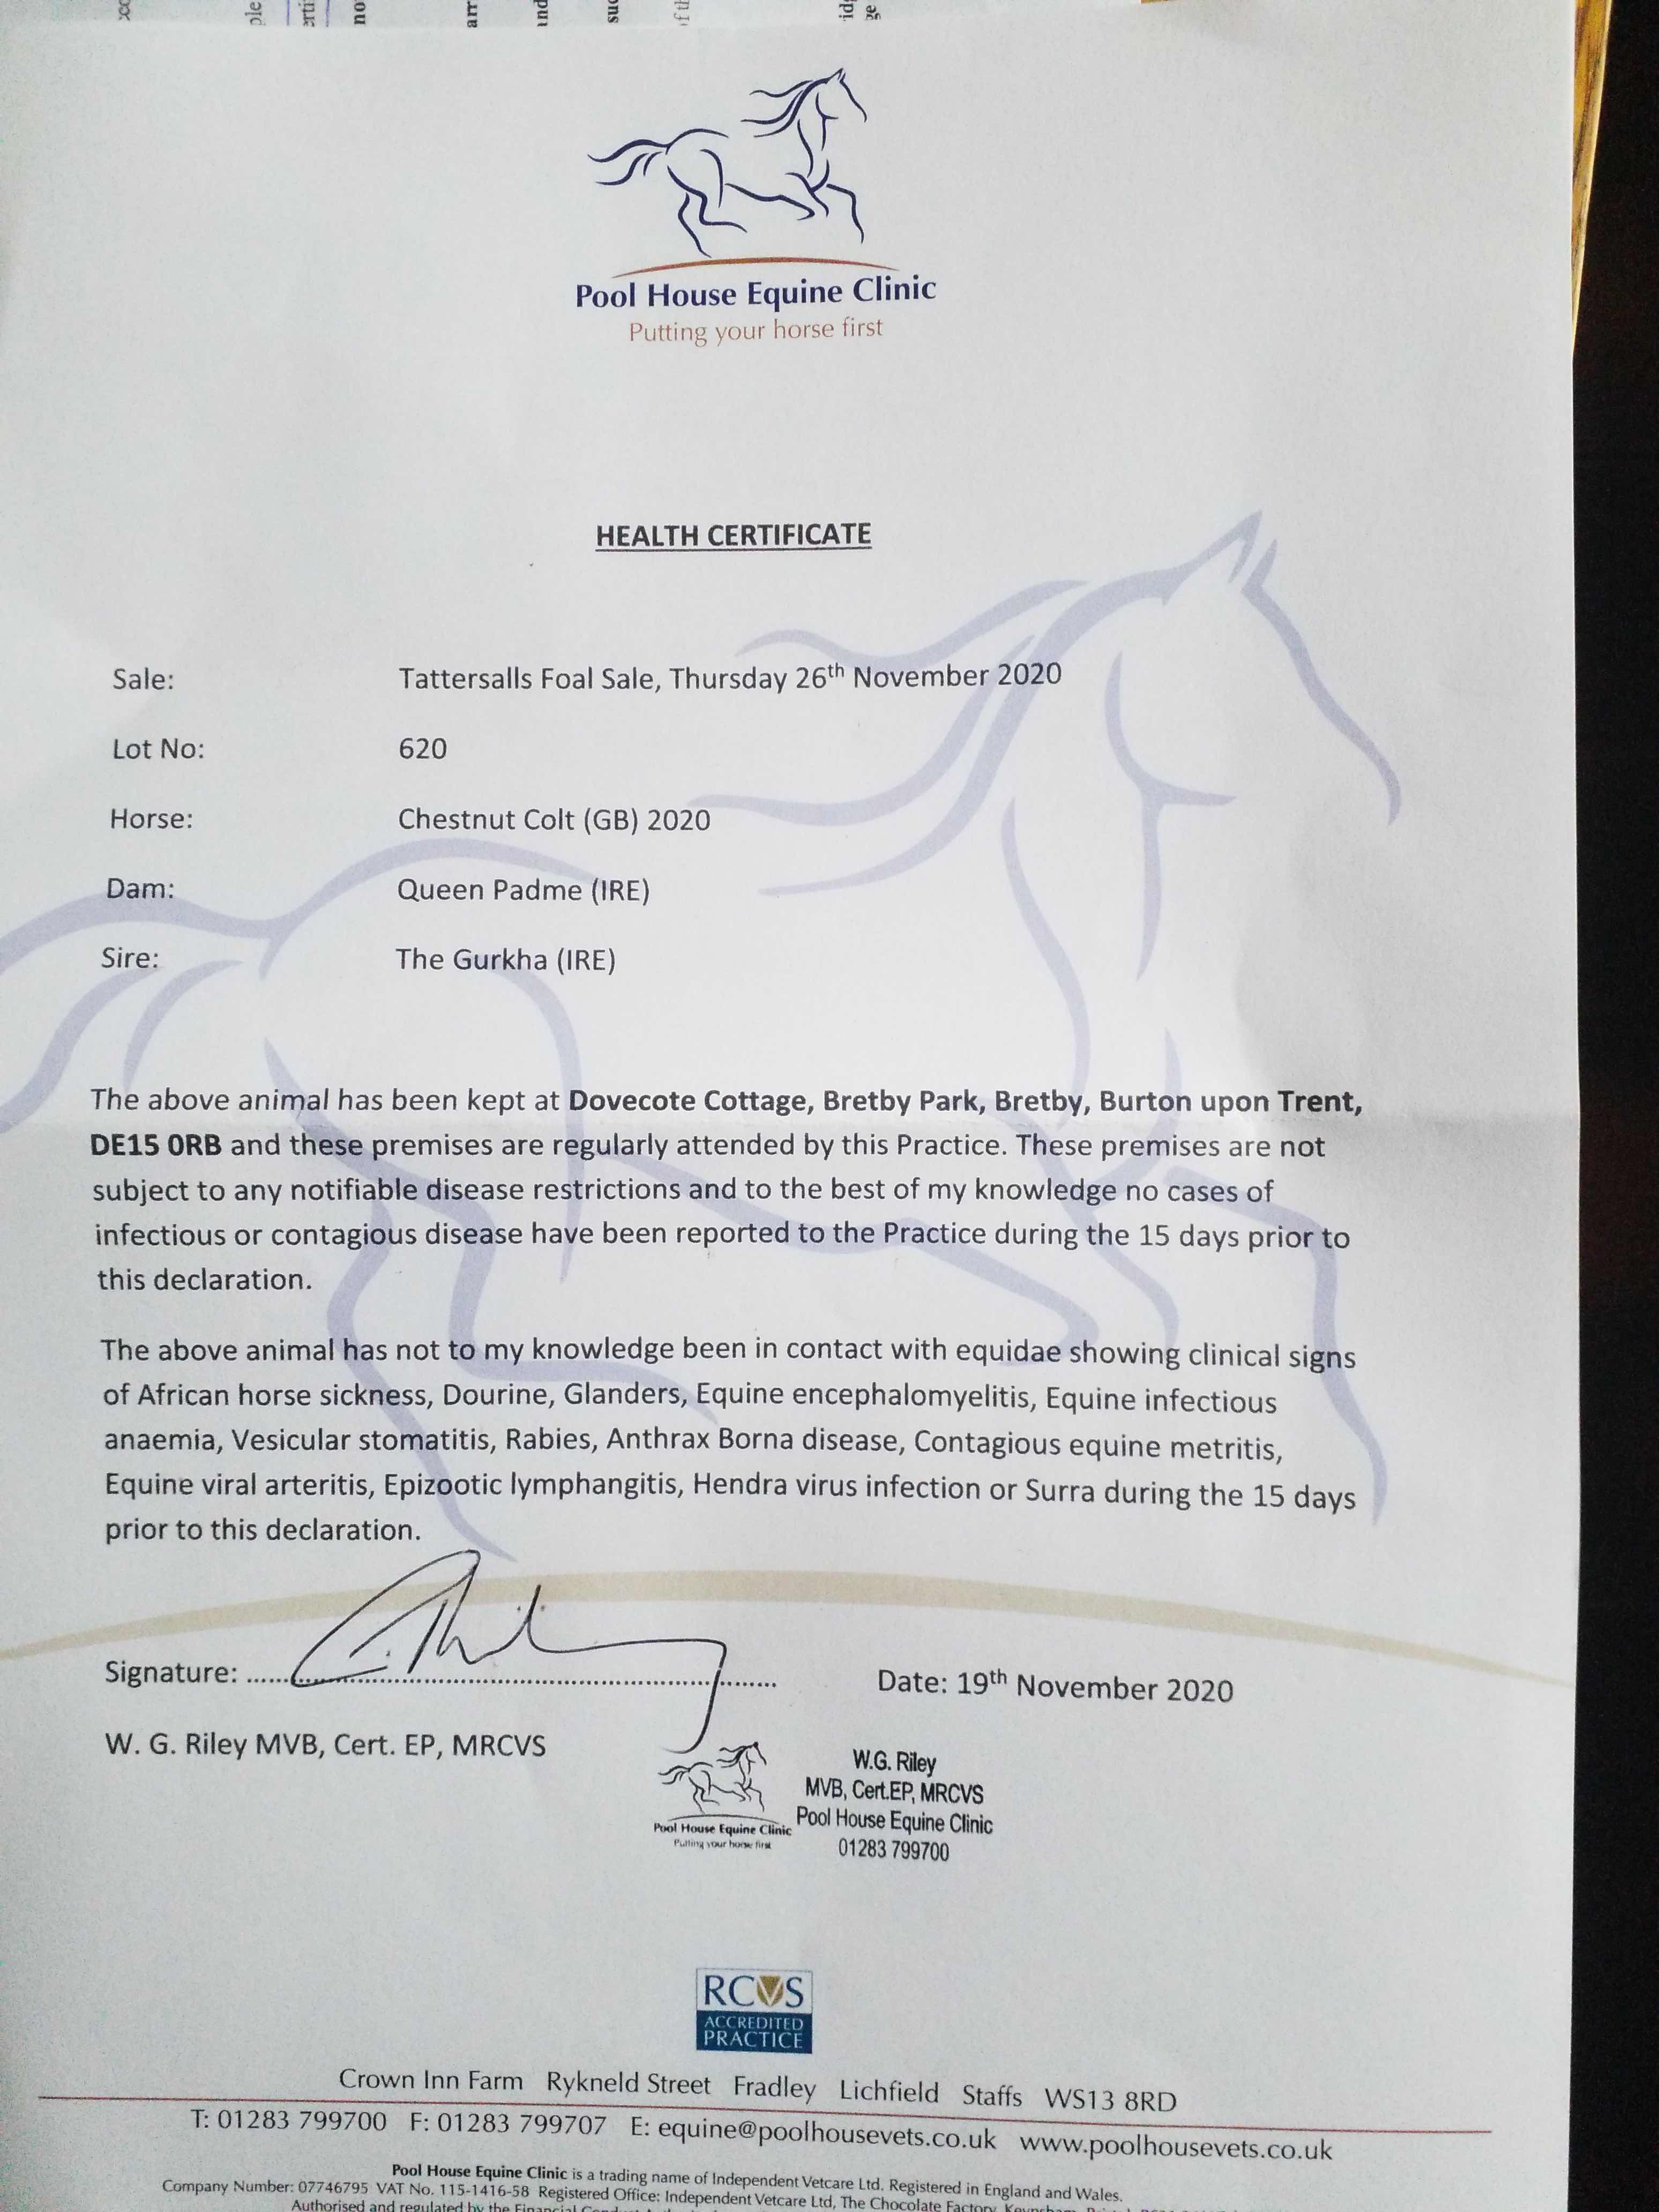 Pool House Equine Clinic
Putting your horse first
HEALTH CERTIFICATE
Sale: Tattersalls Foal Sale, Thursday 26th November 2020
Lot No: 620
Horse: Chestnut Colt (GB) 2020
Dam: Queen Padme (IRE)
Sire: The Gurkha (IRE)
The above animal has been kept at Dovecote Cottage, Bretby Park, Bretby, Burton upon Trent,
DE15 0RB and these premises are regularly attended by this Practice. These premises are not
subject to any notifiable disease restrictions and to the best of my knowledge no cases of
infectious or contagious disease have been reported to the Practice during the 15 days prior to
this declaration.
The above animal has not to my knowledge been in contact with equidae showing clinical signs
of African horse sickness, Dourine, Glanders, Equine encephalomyelitis, Equine infectious
anaemia, Vesicular stomatitis, Rabies, Anthrax Borna disease, Contagious equine metritis,
Equine viral arteritis, Epizootic lymphangitis, Hendra virus infection or Surra during the 15 days
prior to this declaration.
Signature: Date: 19th November 2020
W. G. Riley MVB, Cert. EP, MRCVS
W.G. Riley
MVB, Cert.EP, MRCVS
Pool House Equine Clinic
01283 799700
Pool House Equine Clinic
Putting your horse first
RCVS
ACCREDITED
PRACTICE
Crown Inn Farm Rykneld Street Fradley Lichfield Staffs WS13 8RD
T: 01283 799700 F: 01283 799707 E: equine@poolhousevets.co.uk www.poolhousevets.co.uk
Pool House Equine Clinic is a trading name of Independent Vetcare Ltd. Registered in England and Wales.
Company Number: 07746795 VAT No. 115-1416-58 Registered Office: Independent Vetcare Ltd, The Chocolate Factory, Keynsham,
Authorised and regulated by the